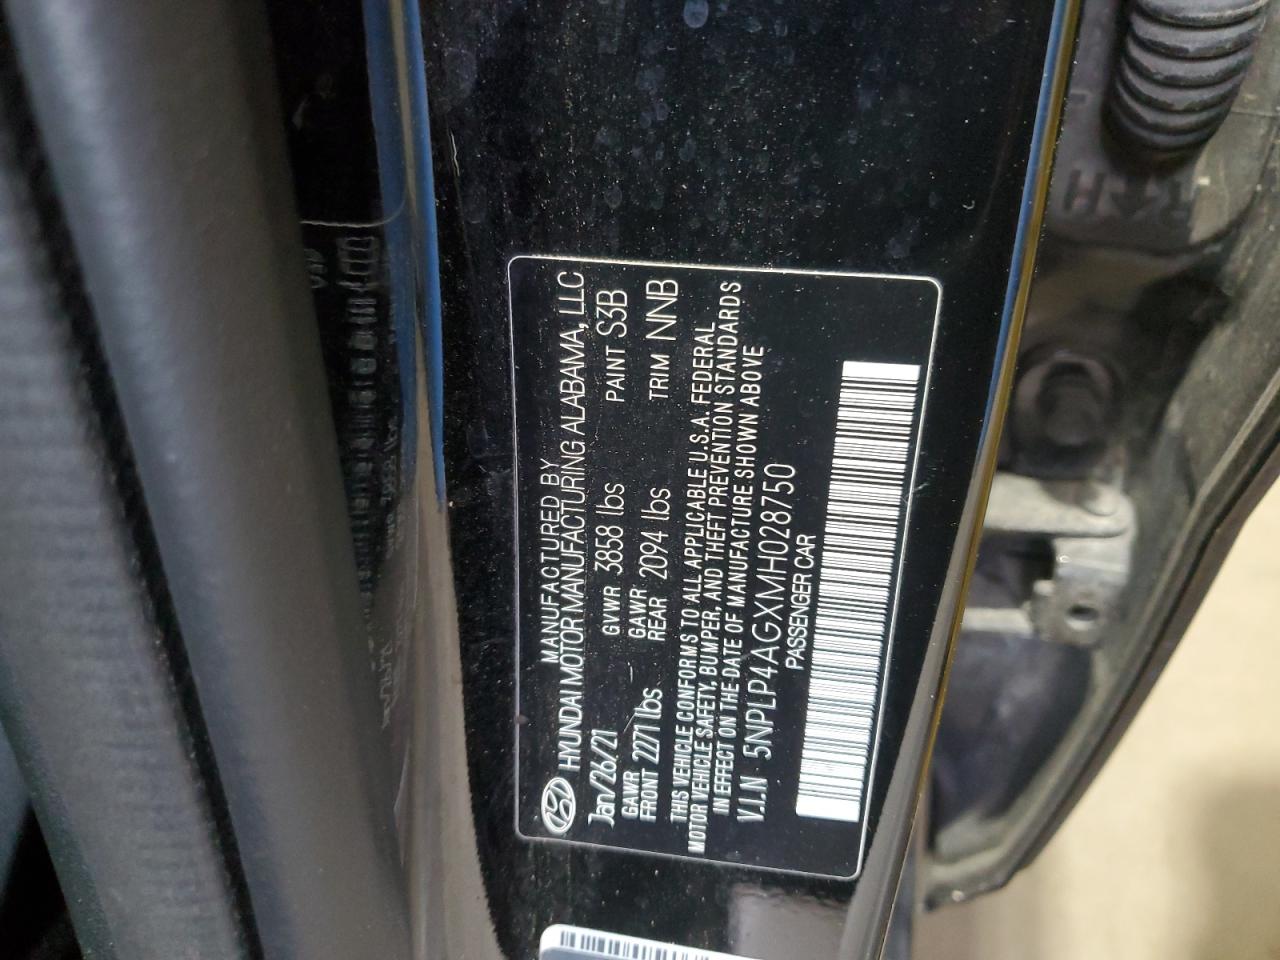 MANUFACTURED BY
HYUNDAI MOTOR MANUFACTURING ALABAMA, LLC
Jan/26/21 GVWR 3858 lbs PAINT S3B
GAWR FRONT 2271 lbs GAWR REAR 2094 lbs TRIM NNB
THIS VEHICLE CONFORMS TO ALL APPLICABLE U.S.A. FEDERAL
MOTOR VEHICLE SAFETY, BUMPER, AND THEFT PREVENTION STANDARDS
IN EFFECT ON THE DATE OF MANUFACTURE SHOWN ABOVE
V.I.N 5NPLP4AGXMH028750
PASSENGER CAR